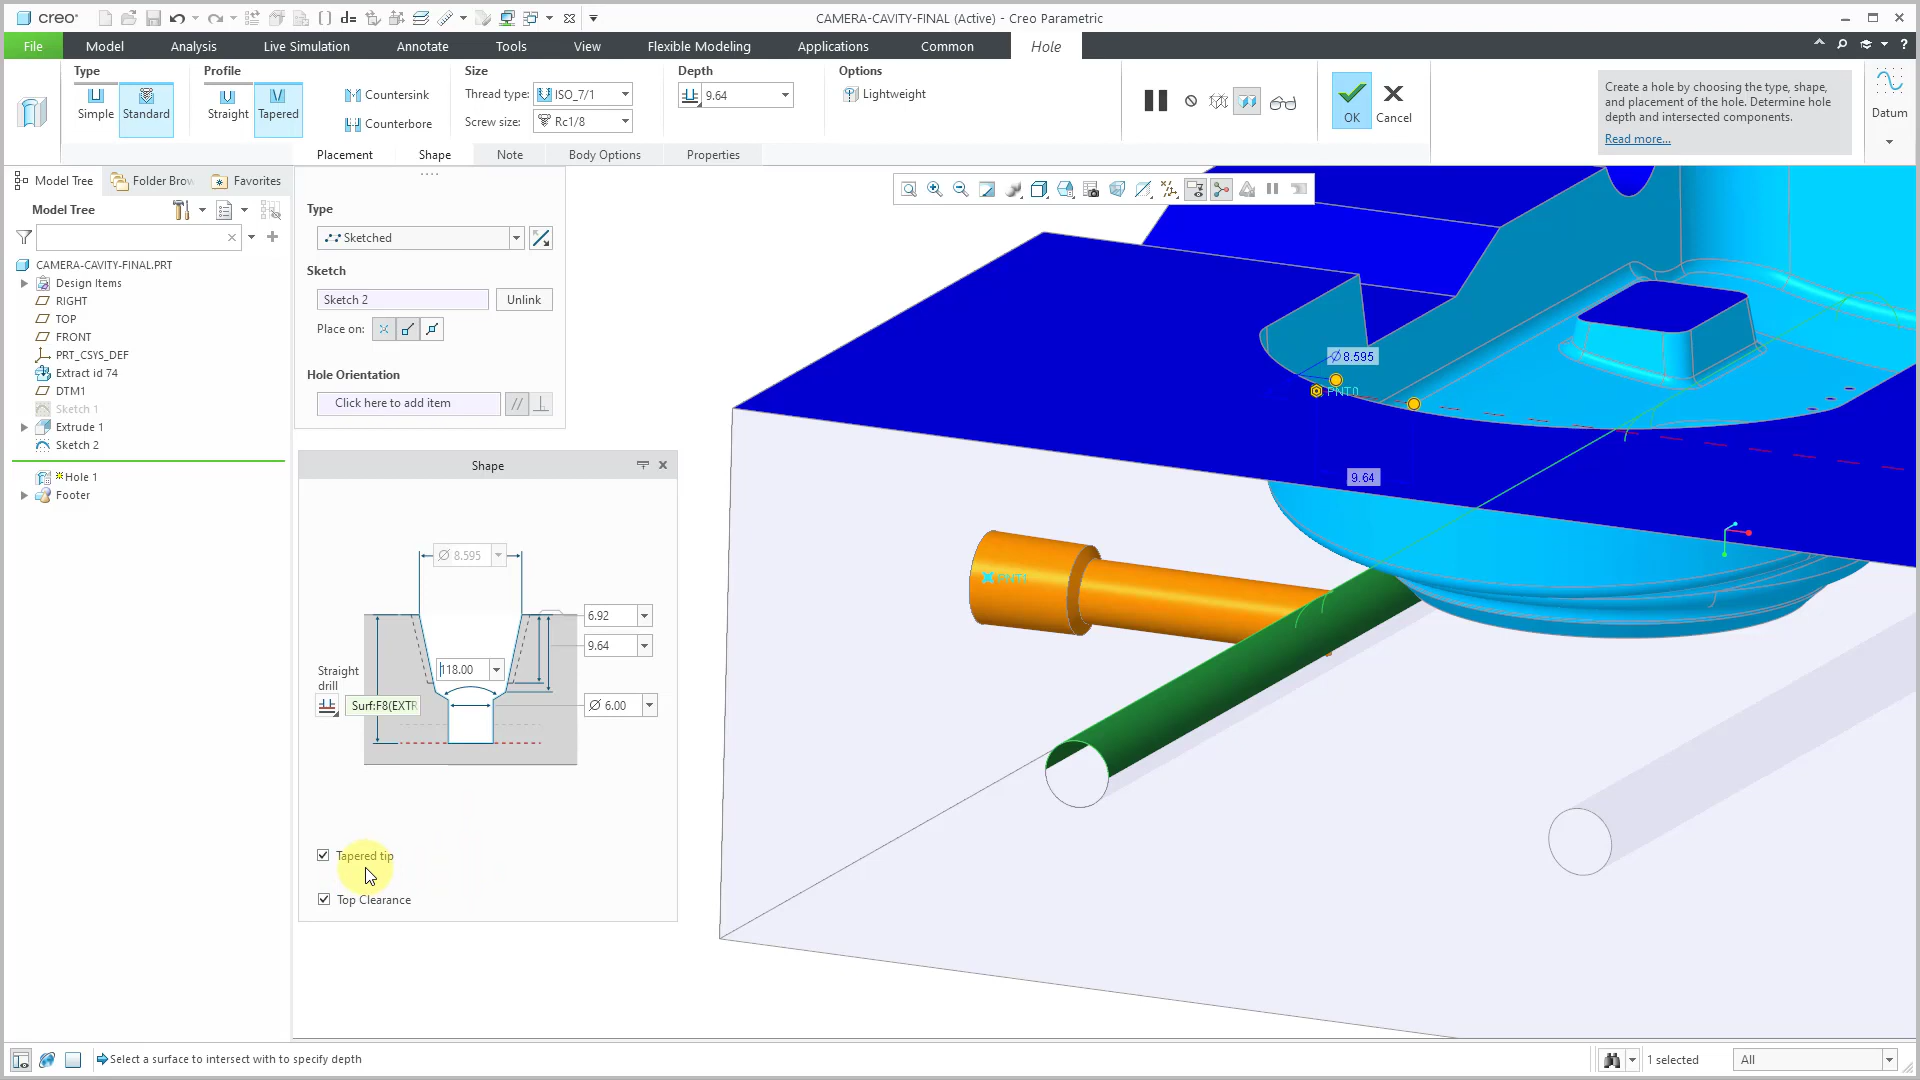 creo
CAMERA-CAVITY-FINAL (Active) - Creo Parametric
File
Model
Analysis
Live Simulation
Annotate
Tools
View
Flexible Modeling
Applications
Common
Hole
Type
Simple
Standard
Profile
Straight
Tapered
Countersink
Counterbore
Size
Thread type: ISO_7/1
Screw size: Rc1/8
Depth
9.64
Options
Lightweight
OK
Cancel
Create a hole by choosing the type, shape,
and placement of the hole. Determine hole
depth and intersected components.
Read more...
Datum
Placement
Shape
Note
Body Options
Properties
Model Tree
Folder Brow
Favorites
Model Tree
CAMERA-CAVITY-FINAL.PRT
Design Items
RIGHT
TOP
FRONT
PRT_CSYS_DEF
Extract id 74
DTM1
Sketch 1
Extrude 1
Sketch 2
Hole 1
Footer
Type
Sketched
Sketch
Sketch 2
Unlink
Place on:
Hole Orientation
Click here to add item
Shape
Ø 8.595
6.92
9.64
118.00
Straight
drill
Surf:F8(EXTR
Ø 6.00
Tapered tip
Top Clearance
Ø8.595
PNT0
9.64
PNT1
Select a surface to intersect with to specify depth
1 selected
All